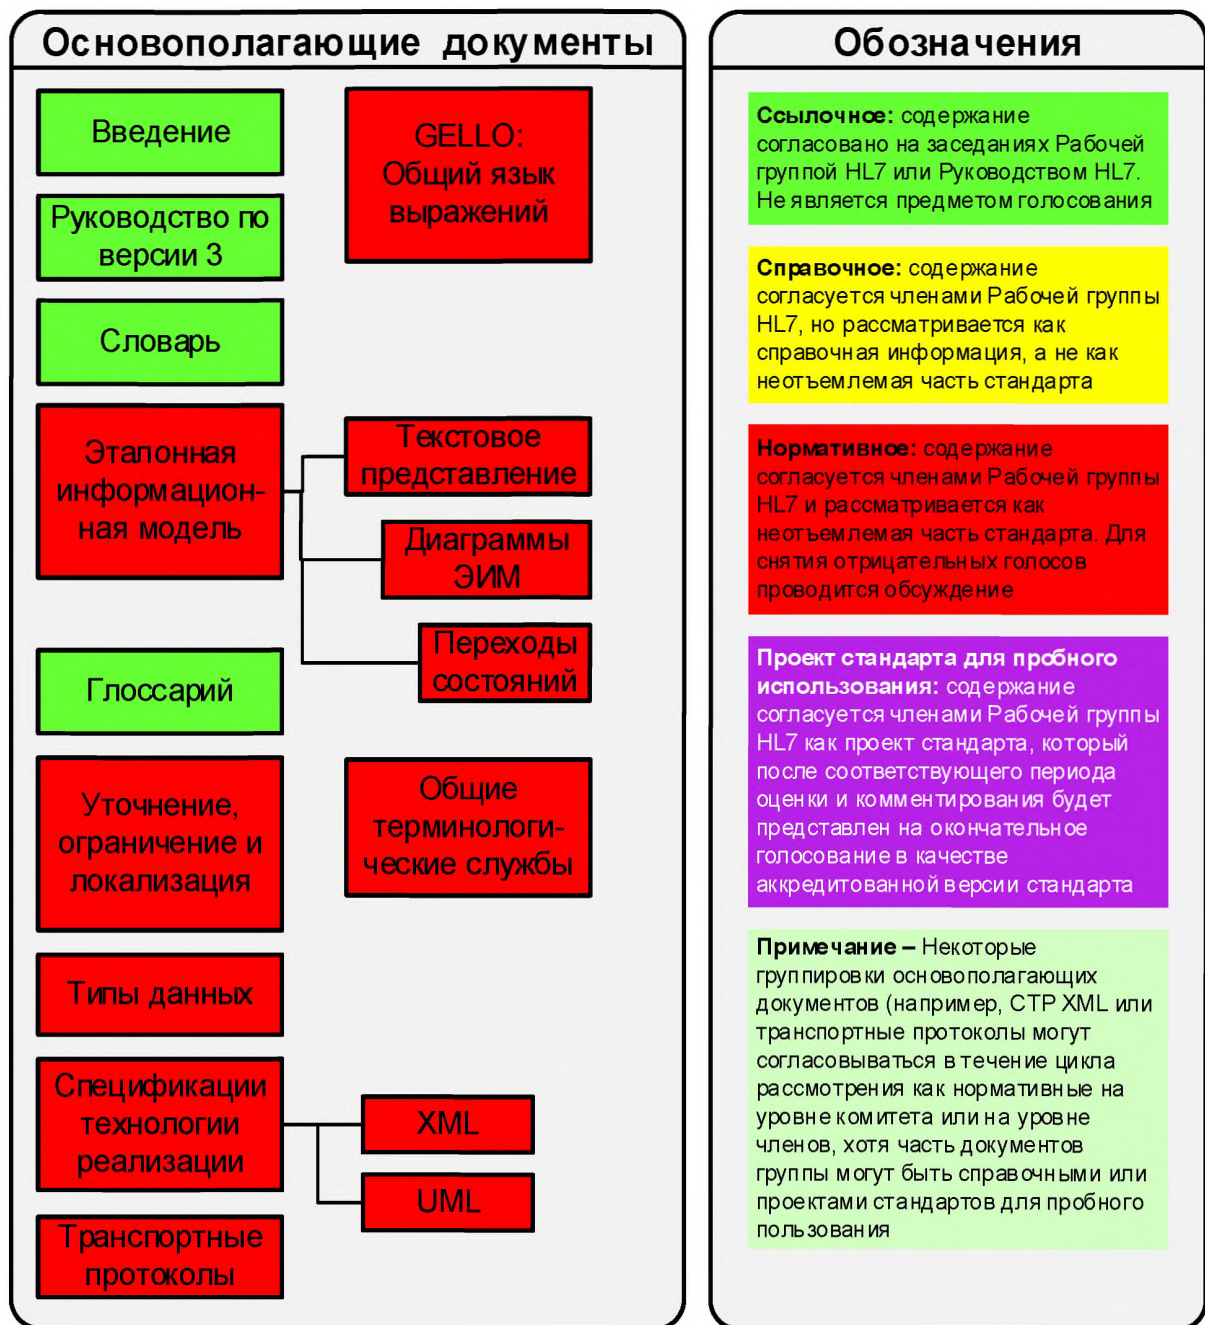 Основополагающие документы
Введение
GELLO:
Общий язык
выражений
Руководство по
версии 3
Словарь
Эталонная
информацион-
ная модель
Текстовое
представление
Диаграммы
ЭИМ
Переходы
состояний
Глоссарий
Уточнение,
ограничение и
локализация
Общие
терминологи-
ческие службы
Типы данных
Спецификации
технологии
реализации
XML
UML
Транспортные
протоколы
Обозначения
Ссылочное: содержание
согласовано на заседаниях Рабочей
группой HL7 или Руководством HL7.
Не является предметом голосования
Справочное: содержание
согласуется членами Рабочей группы
HL7, но рассматривается как
справочная информация, а не как
неотъемлемая часть стандарта
Нормативное: содержание
согласуется членами Рабочей группы
HL7 и рассматривается как
неотъемлемая часть стандарта. Для
снятия отрицательных голосов
проводится обсуждение
Проект стандарта для пробного
использования: содержание
согласуется членами Рабочей группы
HL7 как проект стандарта, который
после соответствующего периода
оценки и комментирования будет
представлен на окончательное
голосование в качестве
аккредитованной версии стандарта
Примечание – Некоторые
группировки основополагающих
документов (например, СТР XML или
транспортные протоколы могут
согласовываться в течение цикла
рассмотрения как нормативные на
уровне комитета или на уровне
членов, хотя часть документов
группы могут быть справочными или
проектами стандартов для пробного
пользования